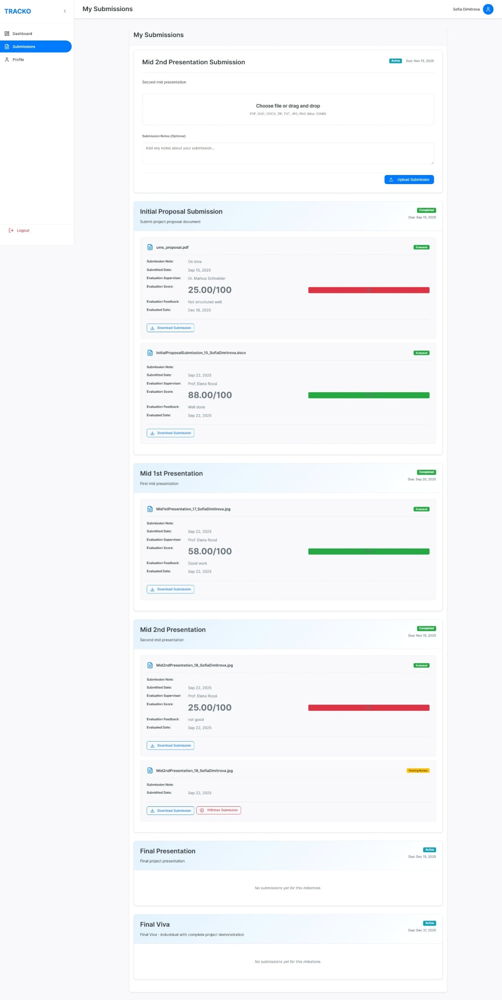 TRACKO
Dashboard
Submissions
Profile
Logout
My Submissions
Sofia Dimitrova
My Submissions
Mid 2nd Presentation Submission
Active
Due: Nov 15, 2025
Second mid presentation
Choose file or drag and drop
PDF, DOC, DOCX, ZIP, TXT, JPG, PNG (Max: 50MB)
Submission Notes (Optional)
Add any notes about your submission...
Upload Submission
Initial Proposal Submission
Completed
Submit project proposal document
Due: Sep 15, 2025
ums_proposal.pdf
Evaluated
Submission Note: On time
Submitted Date: Sep 15, 2025
Evaluation Supervisor: Dr. Markus Schneider
Evaluation Score: 25.00/100
Evaluation Feedback: Not structured well.
Evaluated Date: Dec 16, 2025
Download Submission
InitialProposalSubmission_15_SofiaDimitrova.docx
Evaluated
Submission Note:
Submitted Date: Sep 22, 2025
Evaluation Supervisor: Prof. Elena Rossi
Evaluation Score: 88.00/100
Evaluation Feedback: Well done
Evaluated Date: Sep 22, 2025
Download Submission
Mid 1st Presentation
Completed
First mid presentation
Due: Sep 20, 2025
Mid1stPresentation_17_SofiaDimitrova.jpg
Evaluated
Submission Note:
Submitted Date: Sep 22, 2025
Evaluation Supervisor: Prof. Elena Rossi
Evaluation Score: 58.00/100
Evaluation Feedback: Good work
Evaluated Date: Sep 22, 2025
Download Submission
Mid 2nd Presentation
Completed
Second mid presentation
Due: Nov 15, 2025
Mid2ndPresentation_18_SofiaDimitrova.jpg
Evaluated
Submission Note:
Submitted Date: Sep 22, 2025
Evaluation Supervisor: Prof. Elena Rossi
Evaluation Score: 25.00/100
Evaluation Feedback: not good
Evaluated Date: Sep 22, 2025
Download Submission
Mid2ndPresentation_19_SofiaDimitrova.jpg
Pending Review
Submission Note:
Submitted Date: Sep 22, 2025
Download Submission
Withdraw Submission
Final Presentation
Active
Final project presentation
Due: Dec 15, 2025
No submissions yet for this milestone.
Final Viva
Active
Final Viva - induvidual with complete project demonstration
Due: Dec 31, 2025
No submissions yet for this milestone.